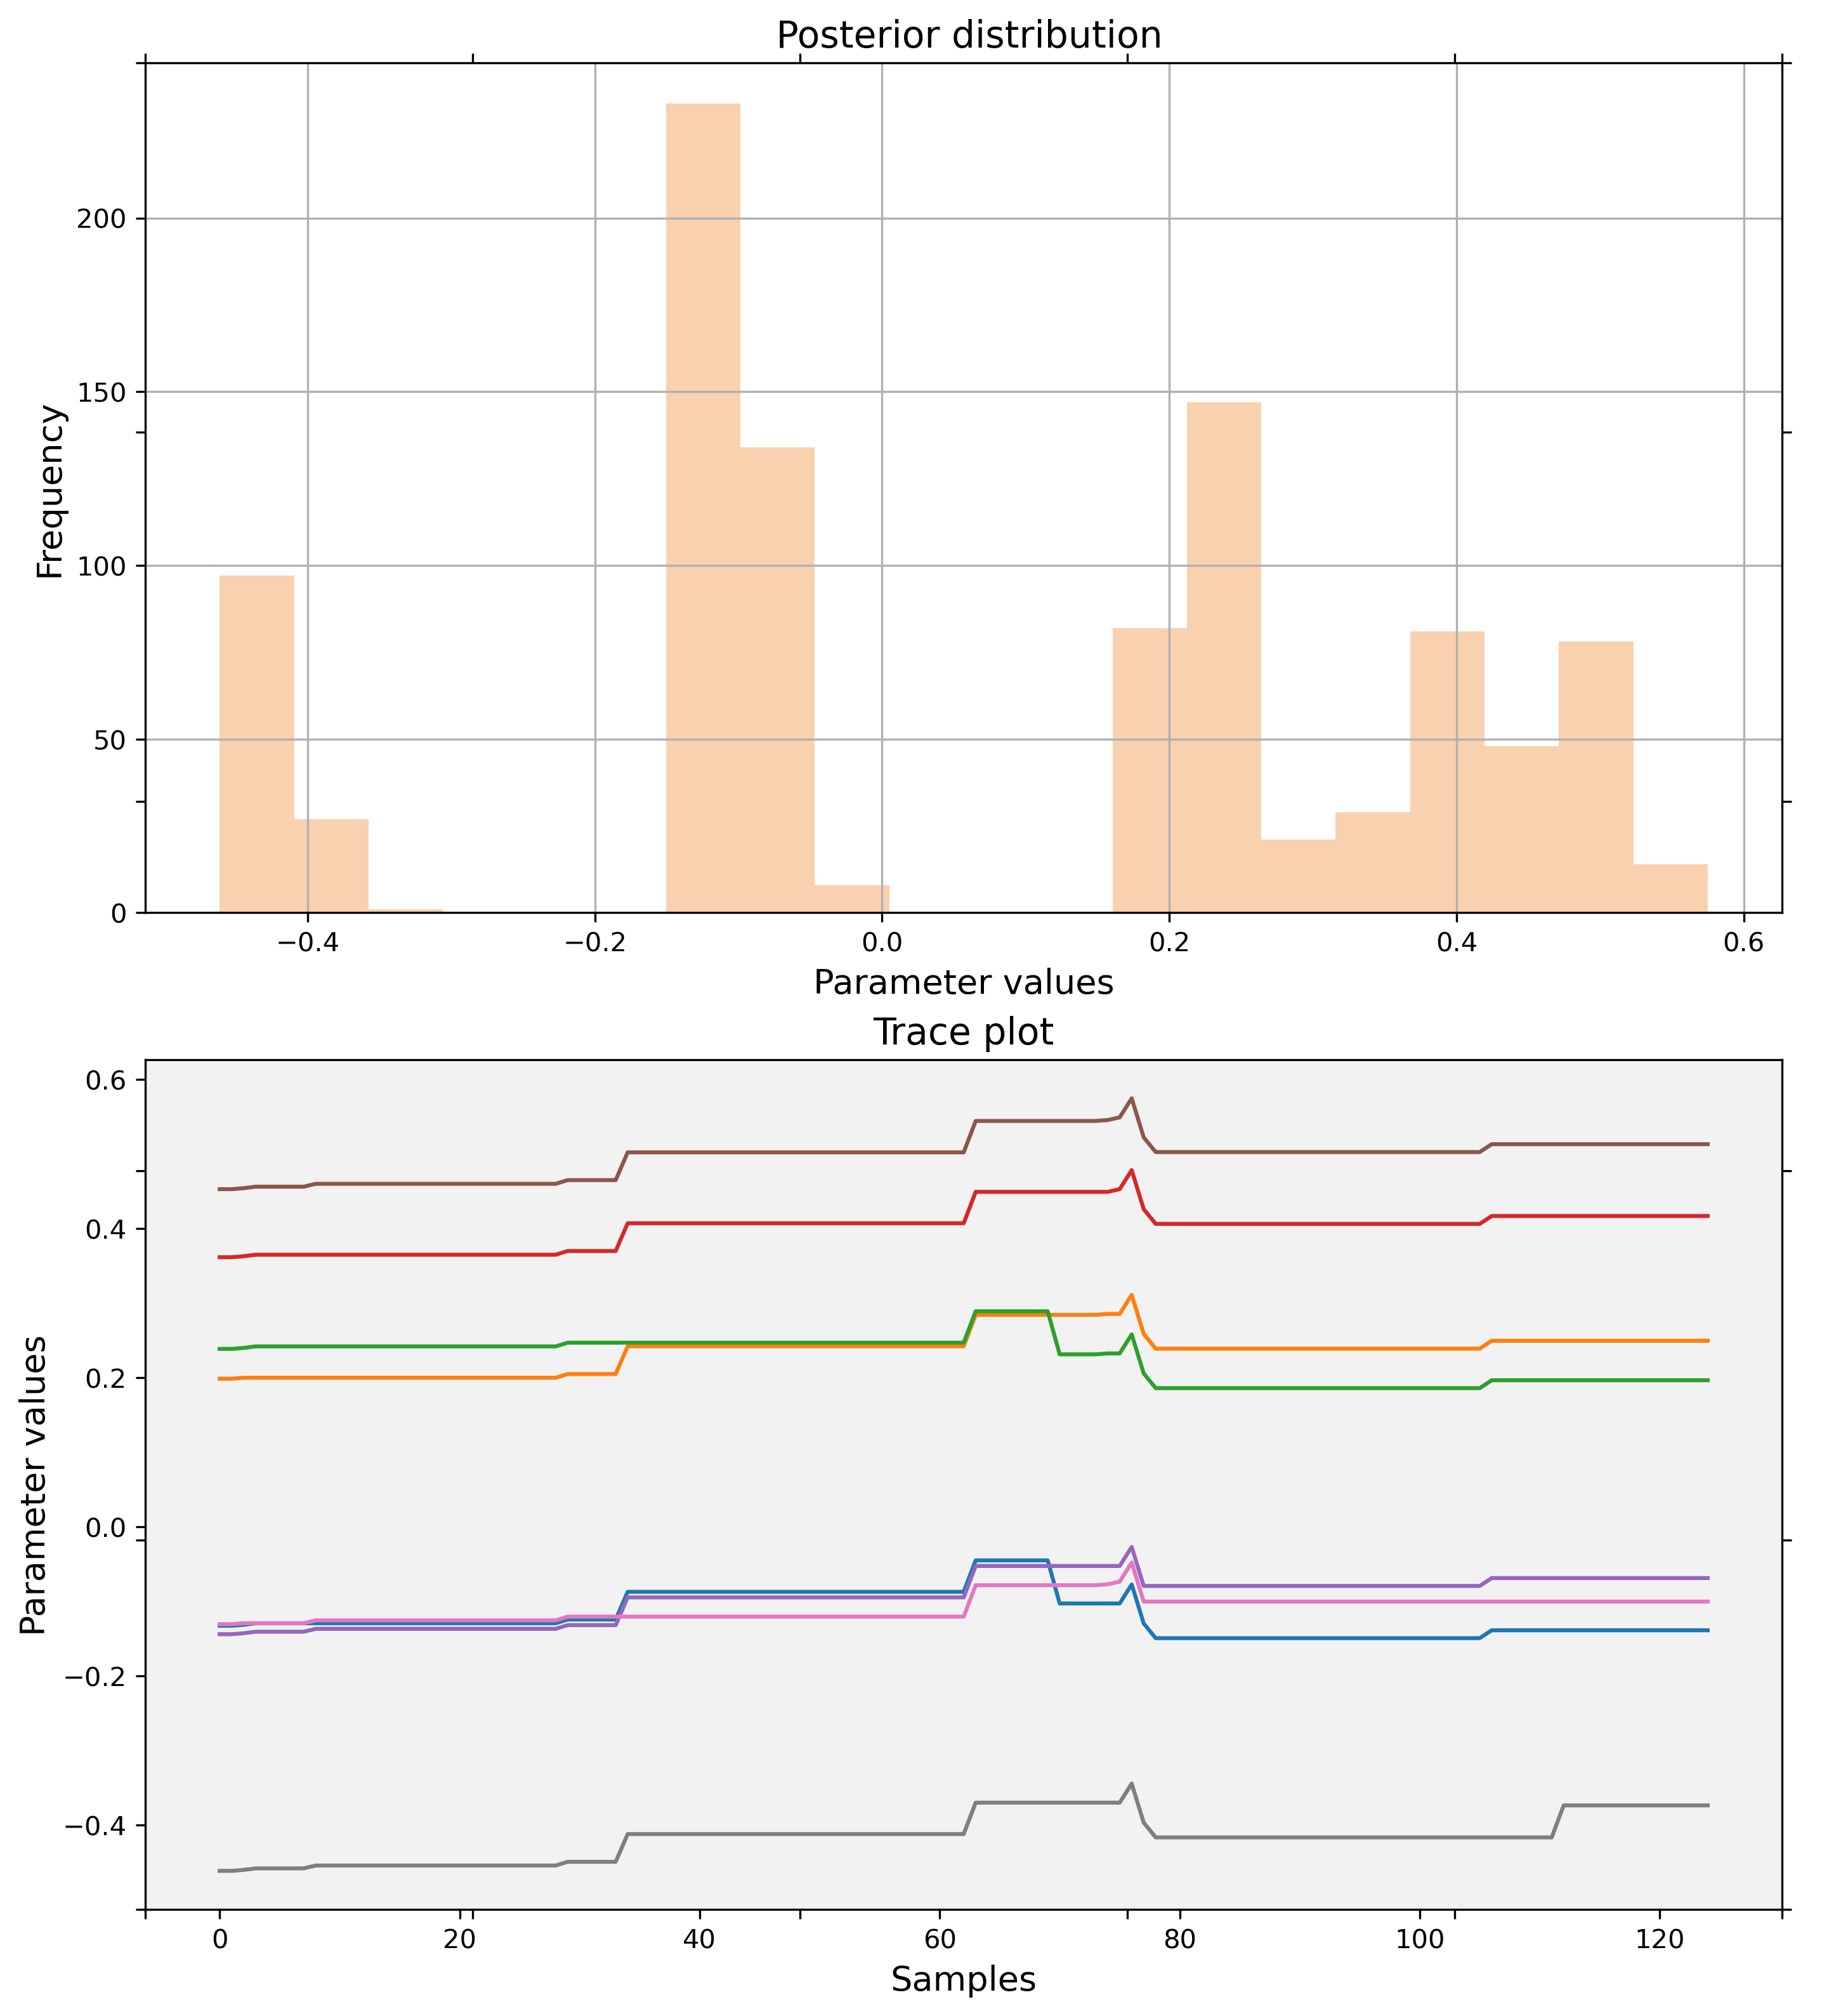 Posterior distribution
Frequency
200
150
100
50
0
−0.4 −0.2 0.0 0.2 0.4 0.6
Parameter values
Trace plot
Parameter values
0.6
0.4
0.2
0.0
−0.2
−0.4
0 20 40 60 80 100 120
Samples